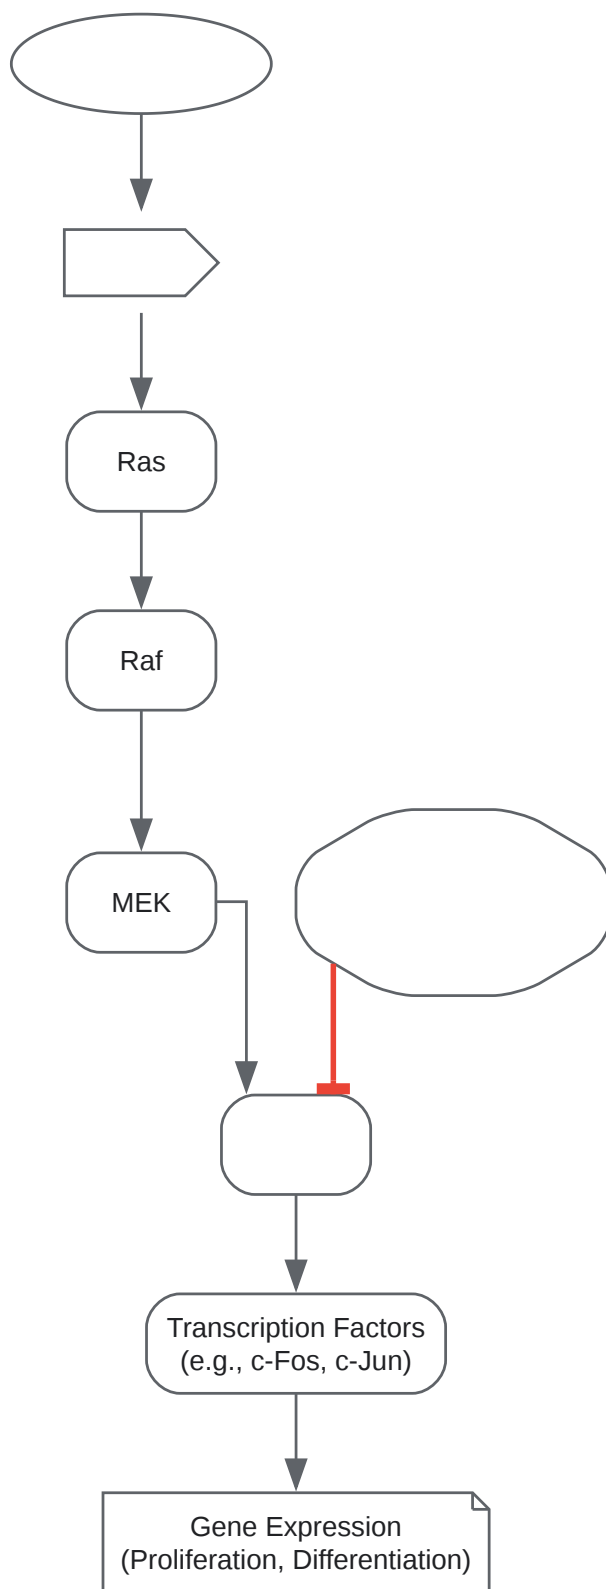 Ras
Raf
MEK
Transcription Factors
(e.g., c-Fos, c-Jun)
Gene Expression
(Proliferation, Differentiation)